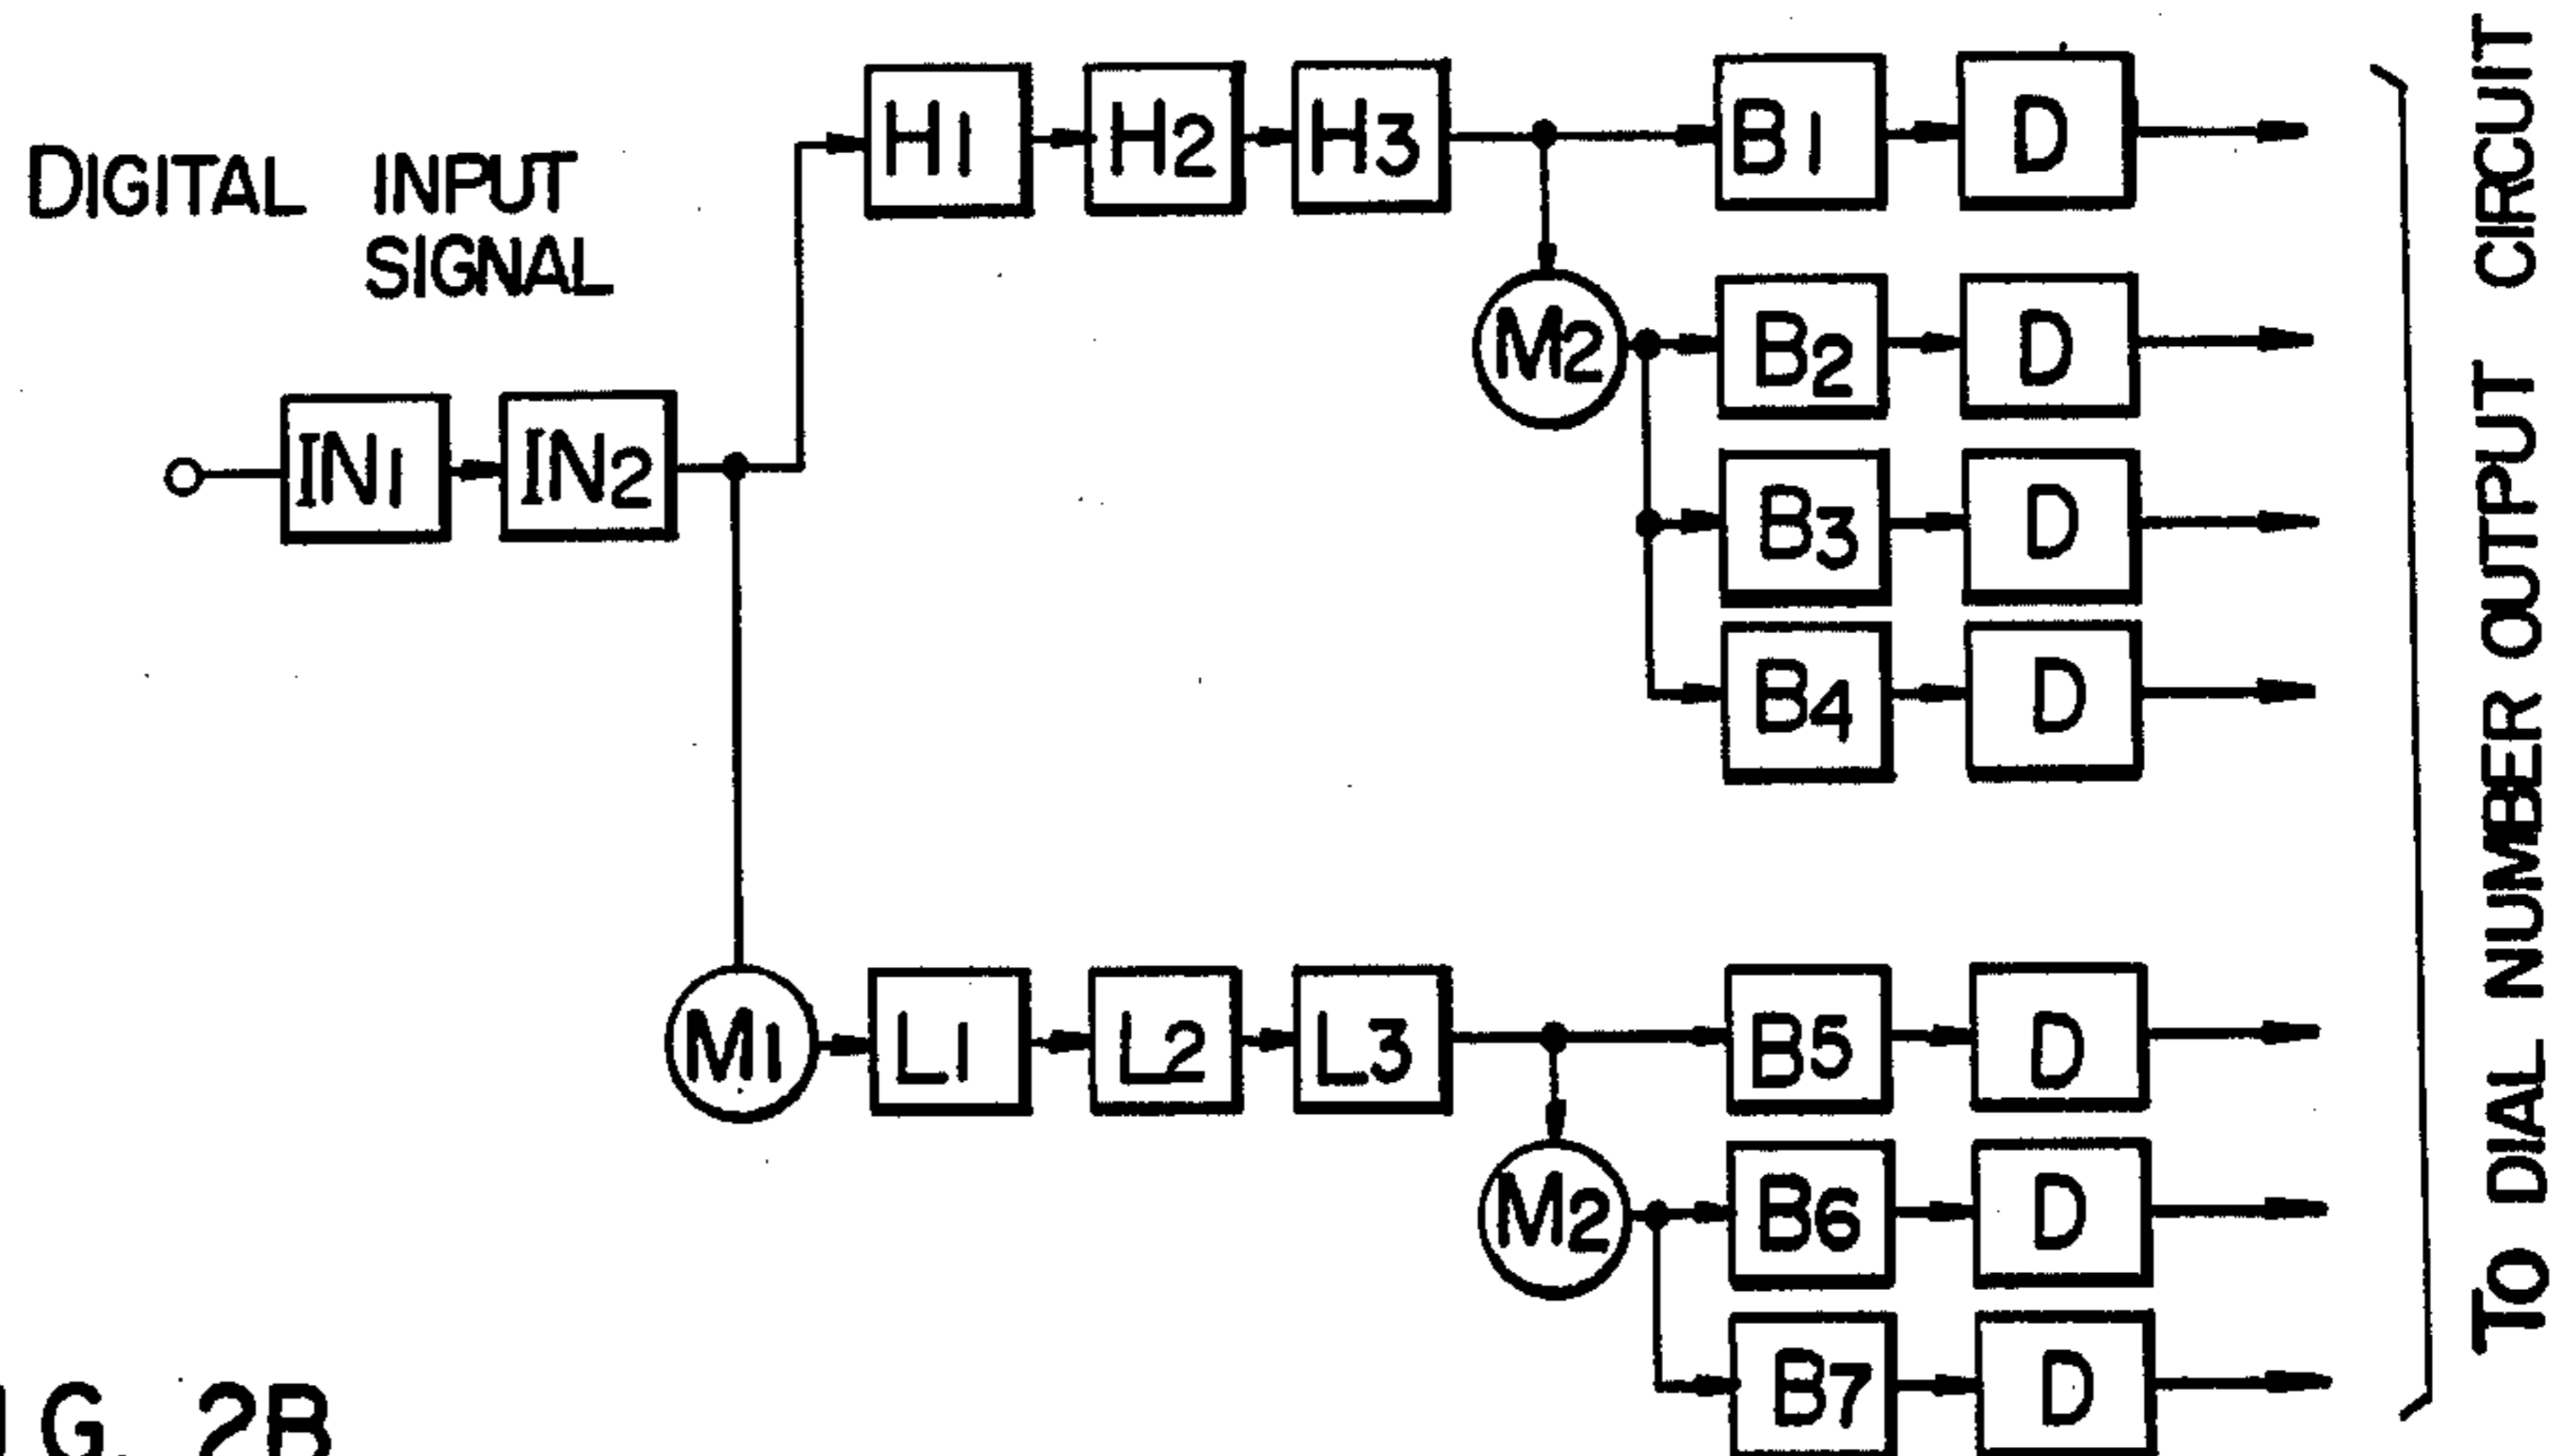 DIGITAL INPUT
SIGNAL
IN1 IN2
H1 H2 H3 B1 D
M2 B2 D
B3 D
B4 D
M1 L1 L2 L3 B5 D
M2 B6 D
B7 D
TO DIAL NUMBER OUTPUT CIRCUIT
IG. 2B